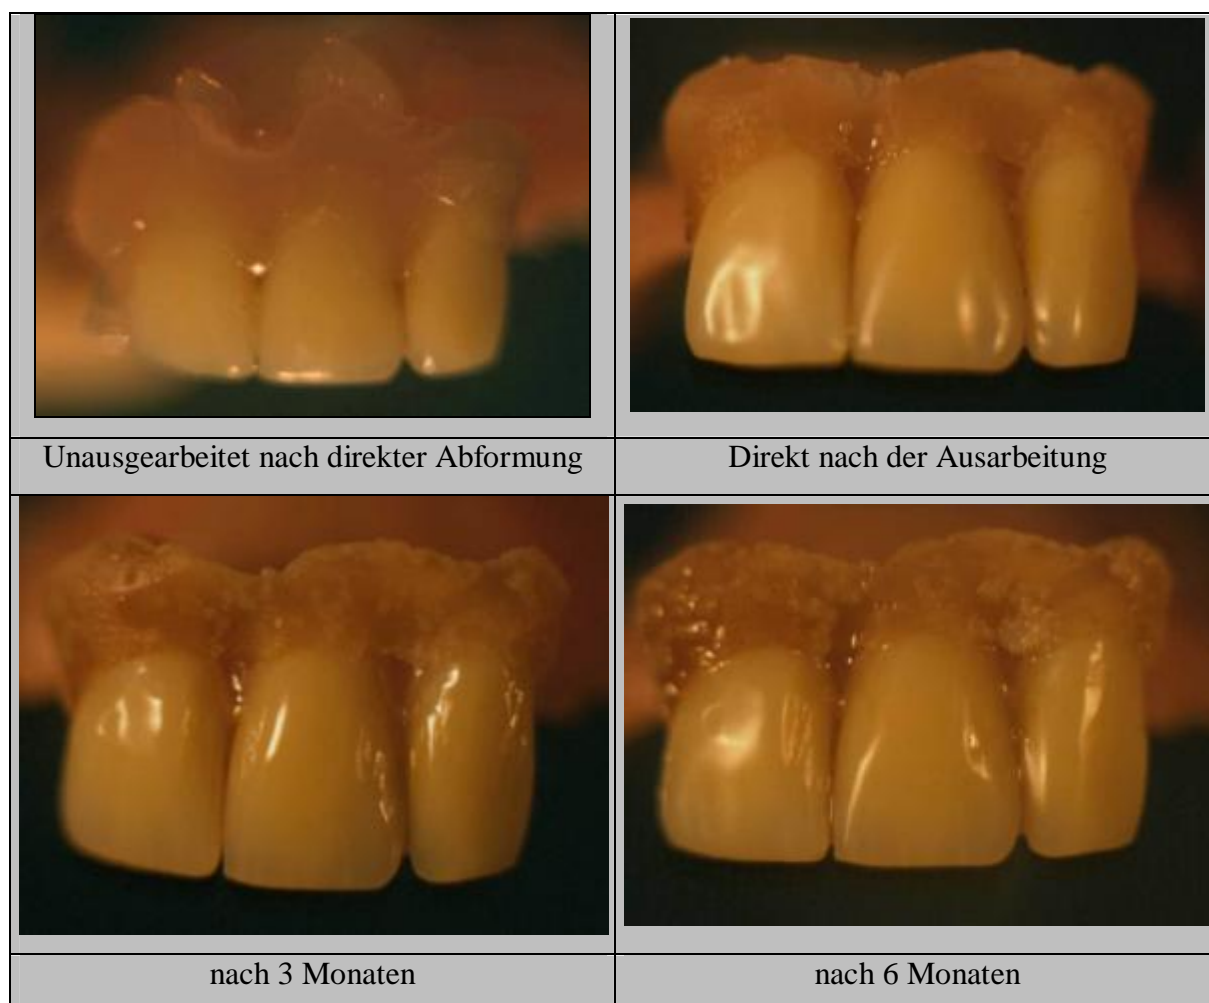 Unausgearbeitet nach direkter Abformung
Direkt nach der Ausarbeitung
nach 3 Monaten
nach 6 Monaten